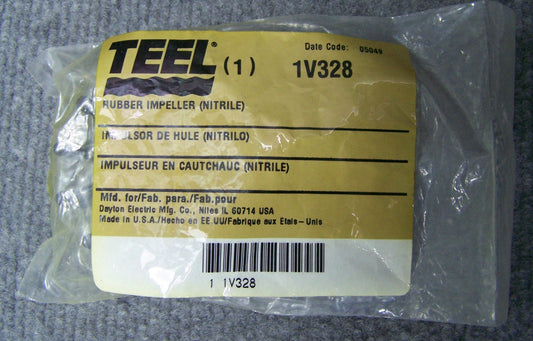 Date Code: 05049
TEEL® (1) 1V328
RUBBER IMPELLER (NITRILE)
IMPULSOR DE HULE (NITRILO)
IMPULSEUR EN CAUTCHAUC (NITRILE)
Mfd. for/Fab. para./Fab.pour
Dayton Electric Mfg. Co., Niles IL 60714 USA
Made in U.S.A./Hecho en EE.UU/Fabrique aux Etais-Unis
1 1V328